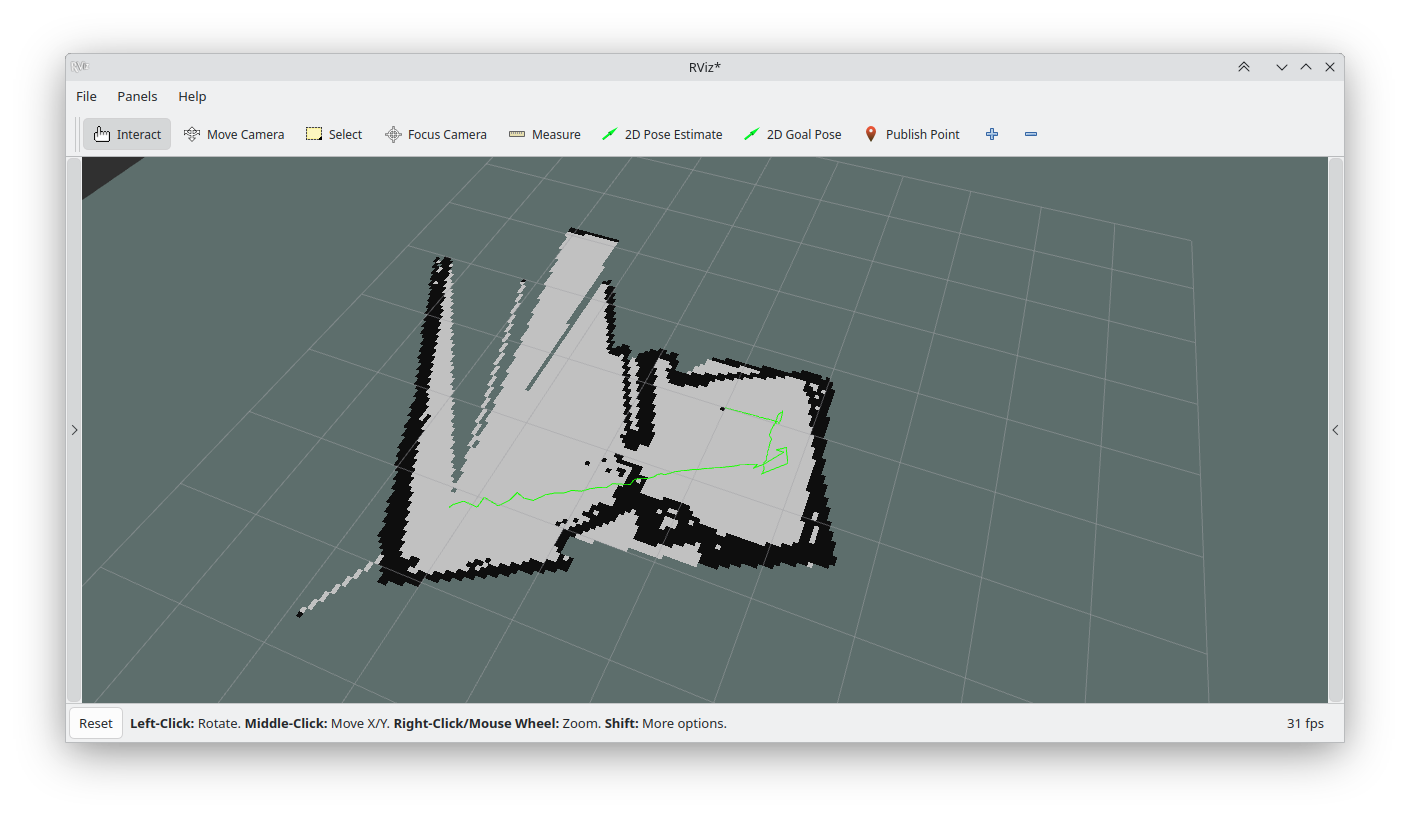 RViz
RViz*
File Panels Help
Interact Move Camera Select Focus Camera Measure 2D Pose Estimate 2D Goal Pose Publish Point
Reset Left-Click: Rotate. Middle-Click: Move X/Y. Right-Click/Mouse Wheel: Zoom. Shift: More options. 31 fps